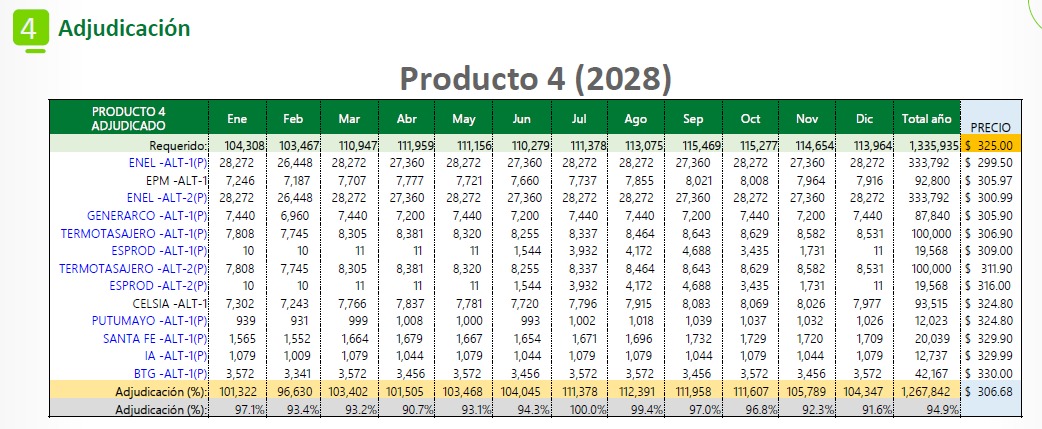 4 Adjudicación
Producto 4 (2028)
PRODUCTO 4 ADJUDICADO Ene Feb Mar Abr May Jun Jul Ago Sep Oct Nov Dic Total año PRECIO
Requerido: 104,308 103,467 110,947 111,959 111,156 110,279 111,378 113,075 115,469 115,277 114,654 113,964 1,335,935 $ 325.00
ENEL -ALT-1(P) 28,272 26,448 28,272 27,360 28,272 27,360 28,272 28,272 27,360 28,272 27,360 28,272 333,792 $ 299.50
EPM -ALT-1 7,246 7,187 7,707 7,777 7,721 7,660 7,737 7,855 8,021 8,008 7,964 7,916 92,800 $ 305.97
ENEL -ALT-2(P) 28,272 26,448 28,272 27,360 28,272 27,360 28,272 28,272 27,360 28,272 27,360 28,272 333,792 $ 300.99
GENERARCO -ALT-1(P) 7,440 6,960 7,440 7,200 7,440 7,200 7,440 7,440 7,200 7,440 7,200 7,440 87,840 $ 305.90
TERMOTASAJERO -ALT-1(P) 7,808 7,745 8,305 8,381 8,320 8,255 8,337 8,464 8,643 8,629 8,582 8,531 100,000 $ 306.90
ESPROD -ALT-1(P) 10 10 11 11 11 1,544 3,932 4,172 4,688 3,435 1,731 11 19,568 $ 309.00
TERMOTASAJERO -ALT-2(P) 7,808 7,745 8,305 8,381 8,320 8,255 8,337 8,464 8,643 8,629 8,582 8,531 100,000 $ 311.90
ESPROD -ALT-2(P) 10 10 11 11 11 1,544 3,932 4,172 4,688 3,435 1,731 11 19,568 $ 316.00
CELSIA -ALT-1 7,302 7,243 7,766 7,837 7,781 7,720 7,796 7,915 8,083 8,069 8,026 7,977 93,515 $ 324.80
PUTUMAYO -ALT-1(P) 939 931 999 1,008 1,000 993 1,002 1,018 1,039 1,037 1,032 1,026 12,023 $ 324.80
SANTA FE -ALT-1(P) 1,565 1,552 1,664 1,679 1,667 1,654 1,671 1,696 1,732 1,729 1,720 1,709 20,039 $ 329.90
IA -ALT-1(P) 1,079 1,009 1,079 1,044 1,079 1,044 1,079 1,079 1,044 1,079 1,044 1,079 12,737 $ 329.99
BTG -ALT-1(P) 3,572 3,341 3,572 3,456 3,572 3,456 3,572 3,572 3,456 3,572 3,456 3,572 42,167 $ 330.00
Adjudicación (%): 101,322 96,630 103,402 101,505 103,468 104,045 111,378 112,391 111,958 111,607 105,789 104,347 1,267,842 $ 306.68
Adjudicación (%): 97.1% 93.4% 93.2% 90.7% 93.1% 94.3% 100.0% 99.4% 97.0% 96.8% 92.3% 91.6% 94.9%